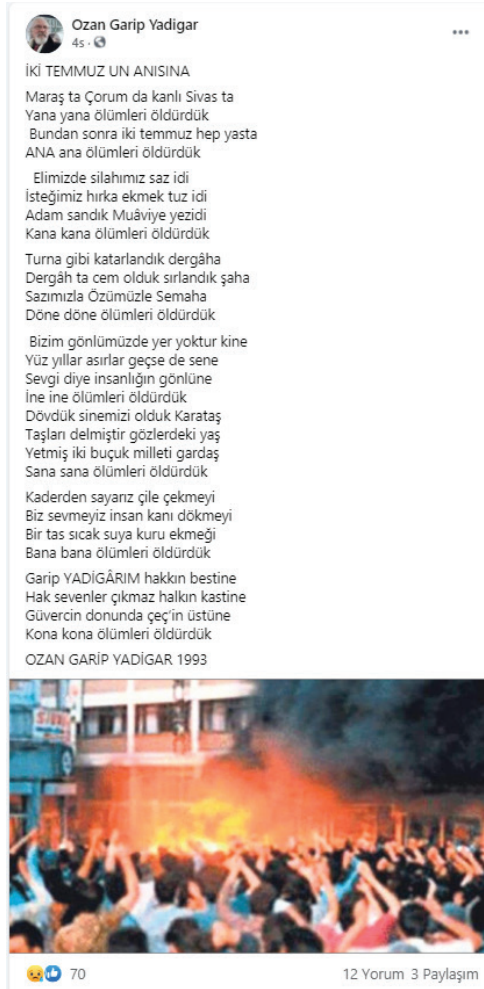 Ozan Garip Yadigar
4s ·
İKİ TEMMUZ UN ANISINA
Maraş ta Çorum da kanlı Sivas ta
Yana yana ölümleri öldürdük
Bundan sonra iki temmuz hep yasta
ANA ana ölümleri öldürdük
Elimizde silahımız saz idi
İsteğimiz hırka ekmek tuz idi
Adam sandık Muâviye yezidi
Kana kana ölümleri öldürdük
Turna gibi katarlandık dergâha
Dergâh ta cem olduk sırlandık şaha
Sazımızla Özümüzle Semaha
Döne döne ölümleri öldürdük
Bizim gönlümüzde yer yoktur kine
Yüz yıllar asırlar geçse de sene
Sevgi diye insanlığın gönlüne
İne ine ölümleri öldürdük
Dövdük sinemizi olduk Karataş
Taşları delmiştir gözlerdeki yaş
Yetmiş iki buçuk milleti gardaş
Sana sana ölümleri öldürdük
Kaderden sayarız çile çekmeyi
Biz sevmeyiz insan kanı dökmeyi
Bir tas sıcak suya kuru ekmeği
Bana bana ölümleri öldürdük
Garip YADİGÂRIM hakkın bestine
Hak sevenler çıkmaz halkın kastine
Güvercin donunda çeç'in üstüne
Kona kona ölümleri öldürdük
OZAN GARİP YADİGAR 1993
70
12 Yorum 3 Paylaşım